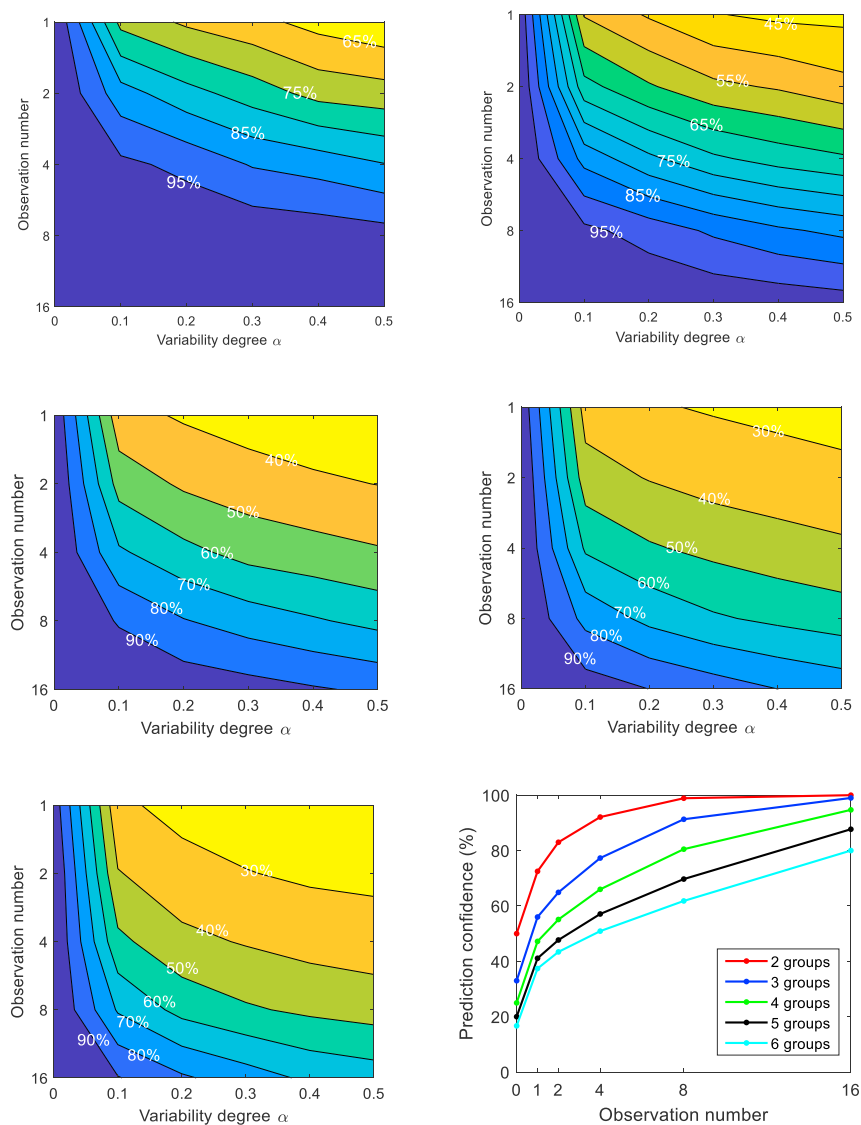 1
2
4
8
16
Observation number
65%
75%
85%
95%
0 0.1 0.2 0.3 0.4 0.5
Variability degree α
1
2
4
8
16
Observation number
45%
55%
65%
75%
85%
95%
0 0.1 0.2 0.3 0.4 0.5
Variability degree α
1
2
4
8
16
Observation number
40%
50%
60%
70%
80%
90%
0 0.1 0.2 0.3 0.4 0.5
Variability degree α
1
2
4
8
16
Observation number
30%
40%
50%
60%
70%
80%
90%
0 0.1 0.2 0.3 0.4 0.5
Variability degree α
1
2
4
8
16
Observation number
30%
40%
50%
60%
70%
90%
80%
0 0.1 0.2 0.3 0.4 0.5
Variability degree α
100
80
60
40
20
0
Prediction confidence (%)
2 groups
3 groups
4 groups
5 groups
6 groups
0 1 2 4 8 16
Observation number